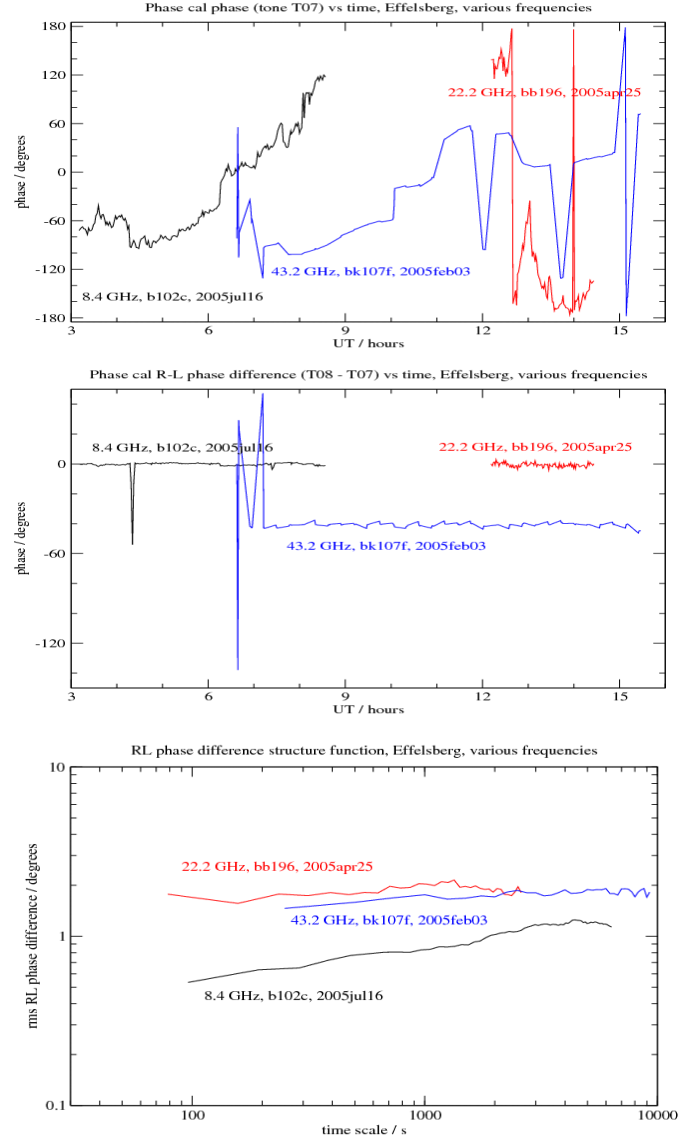 Phase cal phase (tone T07) vs time, Effelsberg, various frequencies
180
120
60
0
-60
-120
-180
phase / degrees
22.2 GHz, bb196, 2005apr25
43.2 GHz, bk107f, 2005feb03
8.4 GHz, b102c, 2005jul16
3
6
9
12
15
UT / hours
Phase cal R-L phase difference (T08 - T07) vs time, Effelsberg, various frequencies
8.4 GHz, b102c, 2005jul16
22.2 GHz, bb196, 2005apr25
0
-60
-120
phase / degrees
43.2 GHz, bk107f, 2005feb03
3
6
9
12
15
UT / hours
RL phase difference structure function, Effelsberg, various frequencies
10
1
0.1
rms RL phase difference / degrees
22.2 GHz, bb196, 2005apr25
43.2 GHz, bk107f, 2005feb03
8.4 GHz, b102c, 2005jul16
100
1000
10000
time scale / s